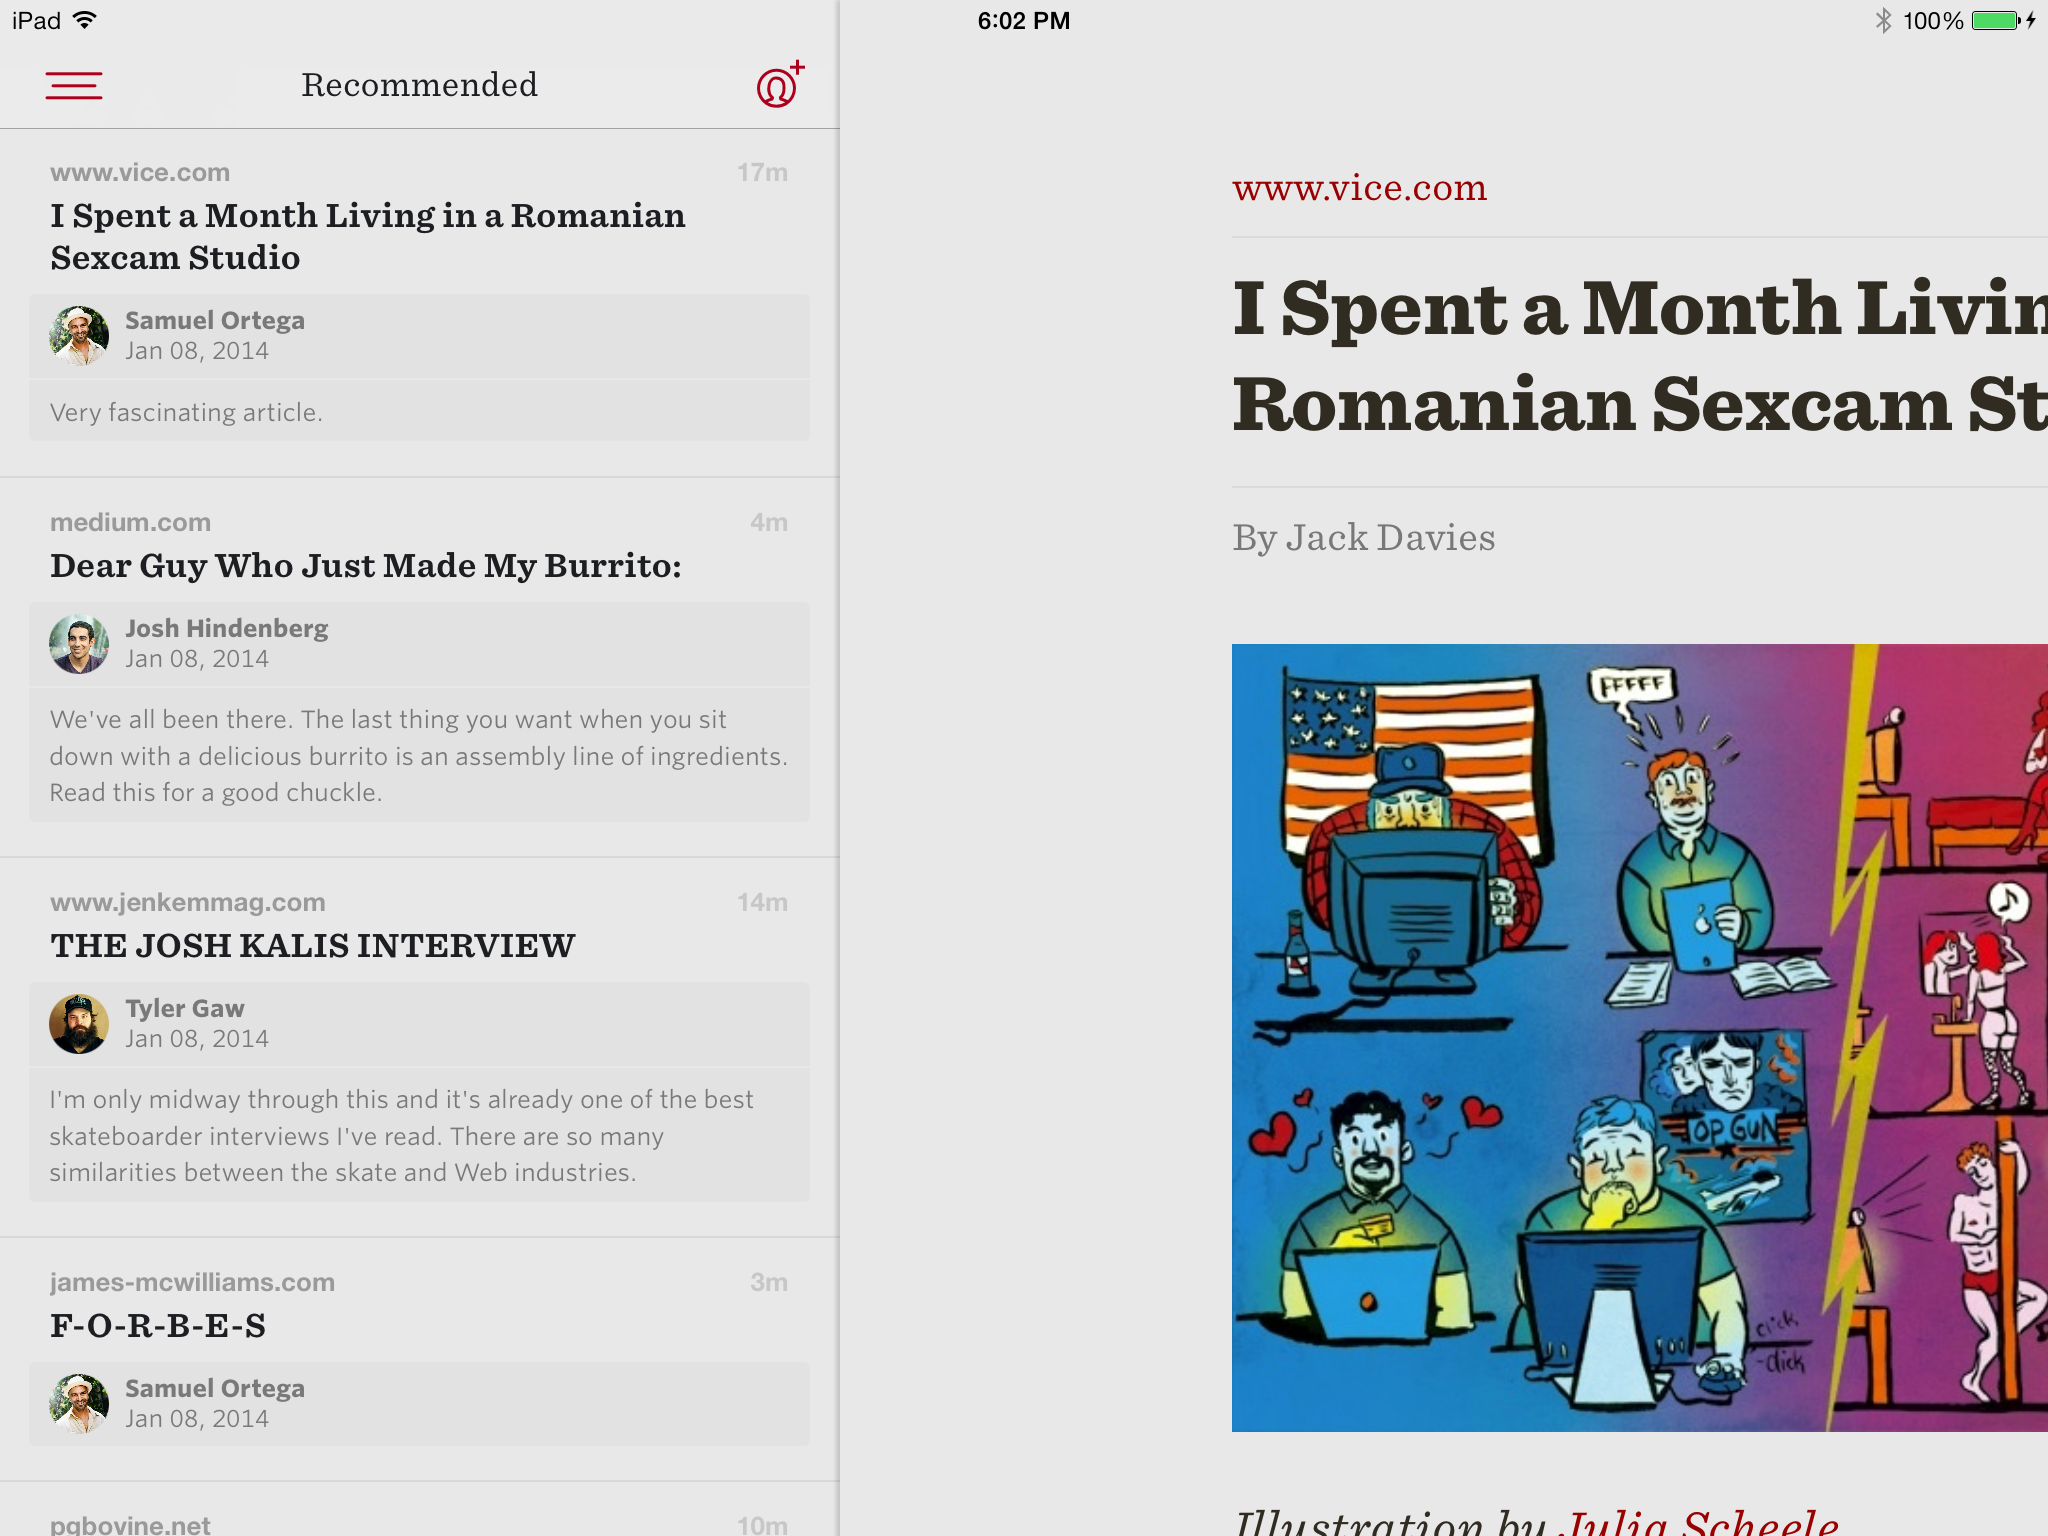 iPad
6:02 PM
100%
Recommended
www.vice.com
17m
I Spent a Month Living in a Romanian
Sexcam Studio
Samuel Ortega
Jan 08, 2014
Very fascinating article.
medium.com
4m
Dear Guy Who Just Made My Burrito:
Josh Hindenberg
Jan 08, 2014
We've all been there. The last thing you want when you sit
down with a delicious burrito is an assembly line of ingredients.
Read this for a good chuckle.
www.jenkemmag.com
14m
THE JOSH KALIS INTERVIEW
Tyler Gaw
Jan 08, 2014
I'm only midway through this and it's already one of the best
skateboarder interviews I've read. There are so many
similarities between the skate and Web industries.
james-mcwilliams.com
3m
F-O-R-B-E-S
Samuel Ortega
Jan 08, 2014
pgbovine.net
10m
www.vice.com
I Spent a Month Livin
Romanian Sexcam St
By Jack Davies
FFFFF
TOP GUN
click
-click
Illustration by Julia Scheele